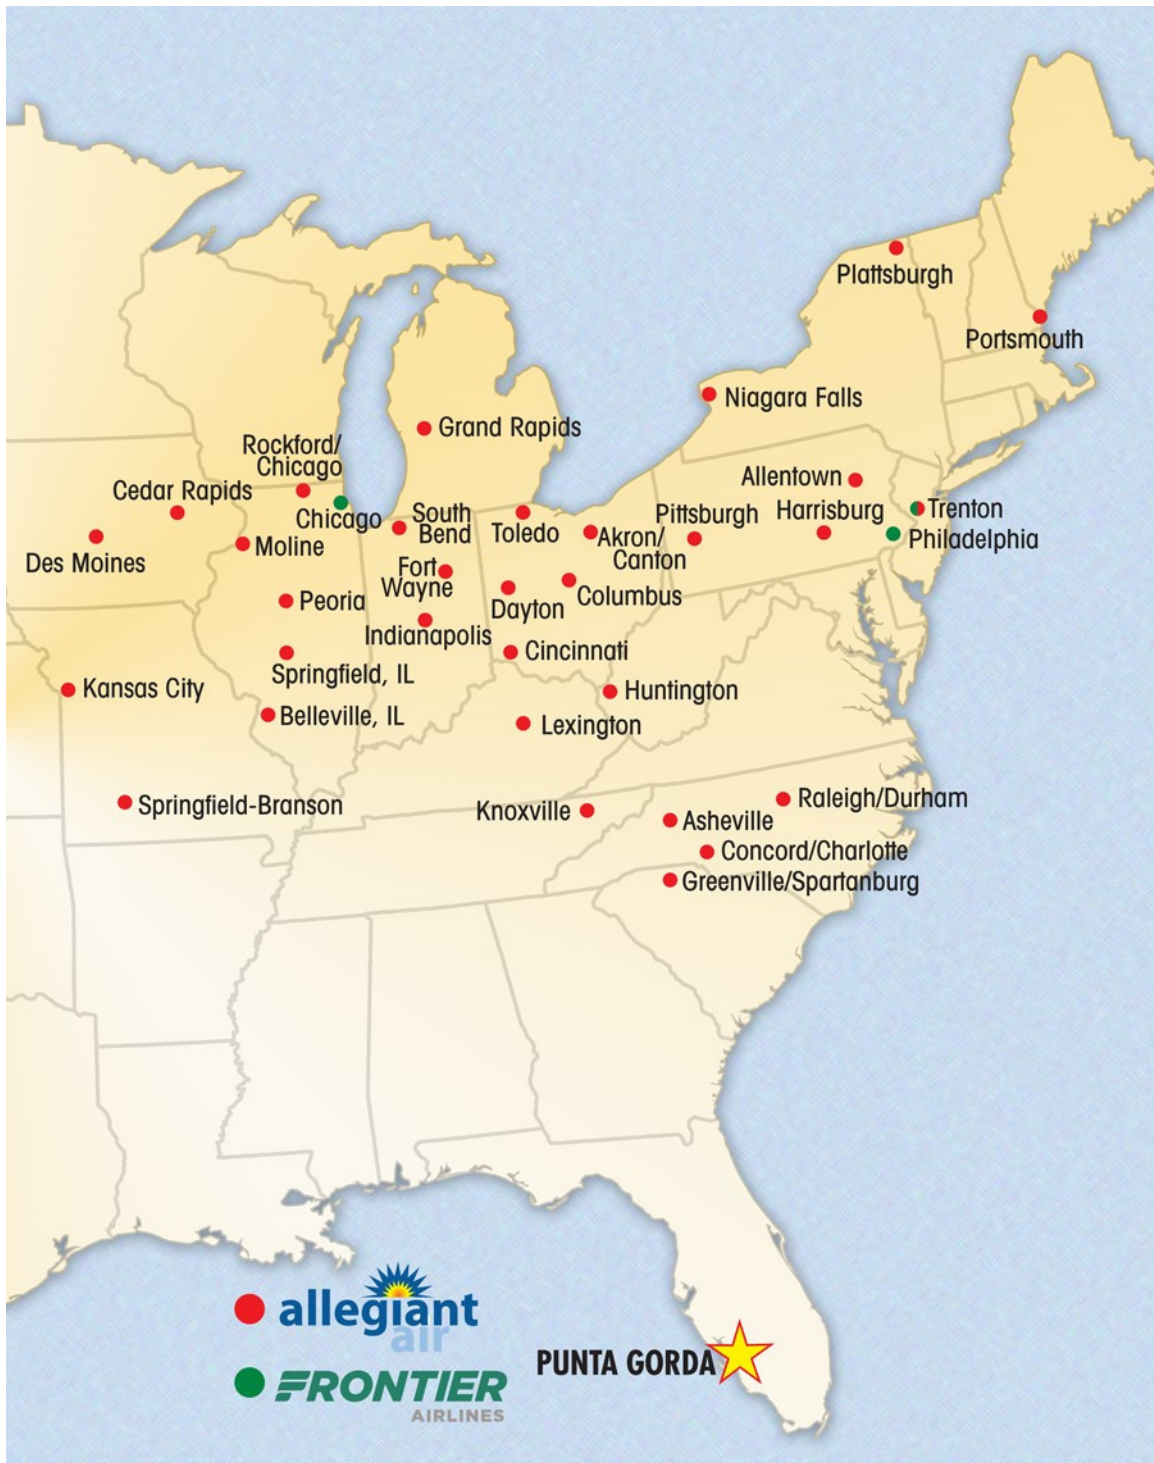 Plattsburgh
Portsmouth
Niagara Falls
Grand Rapids
Rockford/
Chicago
Allentown
Cedar Rapids
Chicago
South
Bend
Toledo
Pittsburgh
Harrisburg
Trenton
Akron/
Canton
Philadelphia
Des Moines
Moline
Fort
Wayne
Peoria
Dayton
Columbus
Indianapolis
Cincinnati
Springfield, IL
Kansas City
Huntington
Belleville, IL
Lexington
Springfield-Branson
Knoxville
Raleigh/Durham
Asheville
Concord/Charlotte
Greenville/Spartanburg
allegiant
air
PUNTA GORDA
FRONTIER
AIRLINES